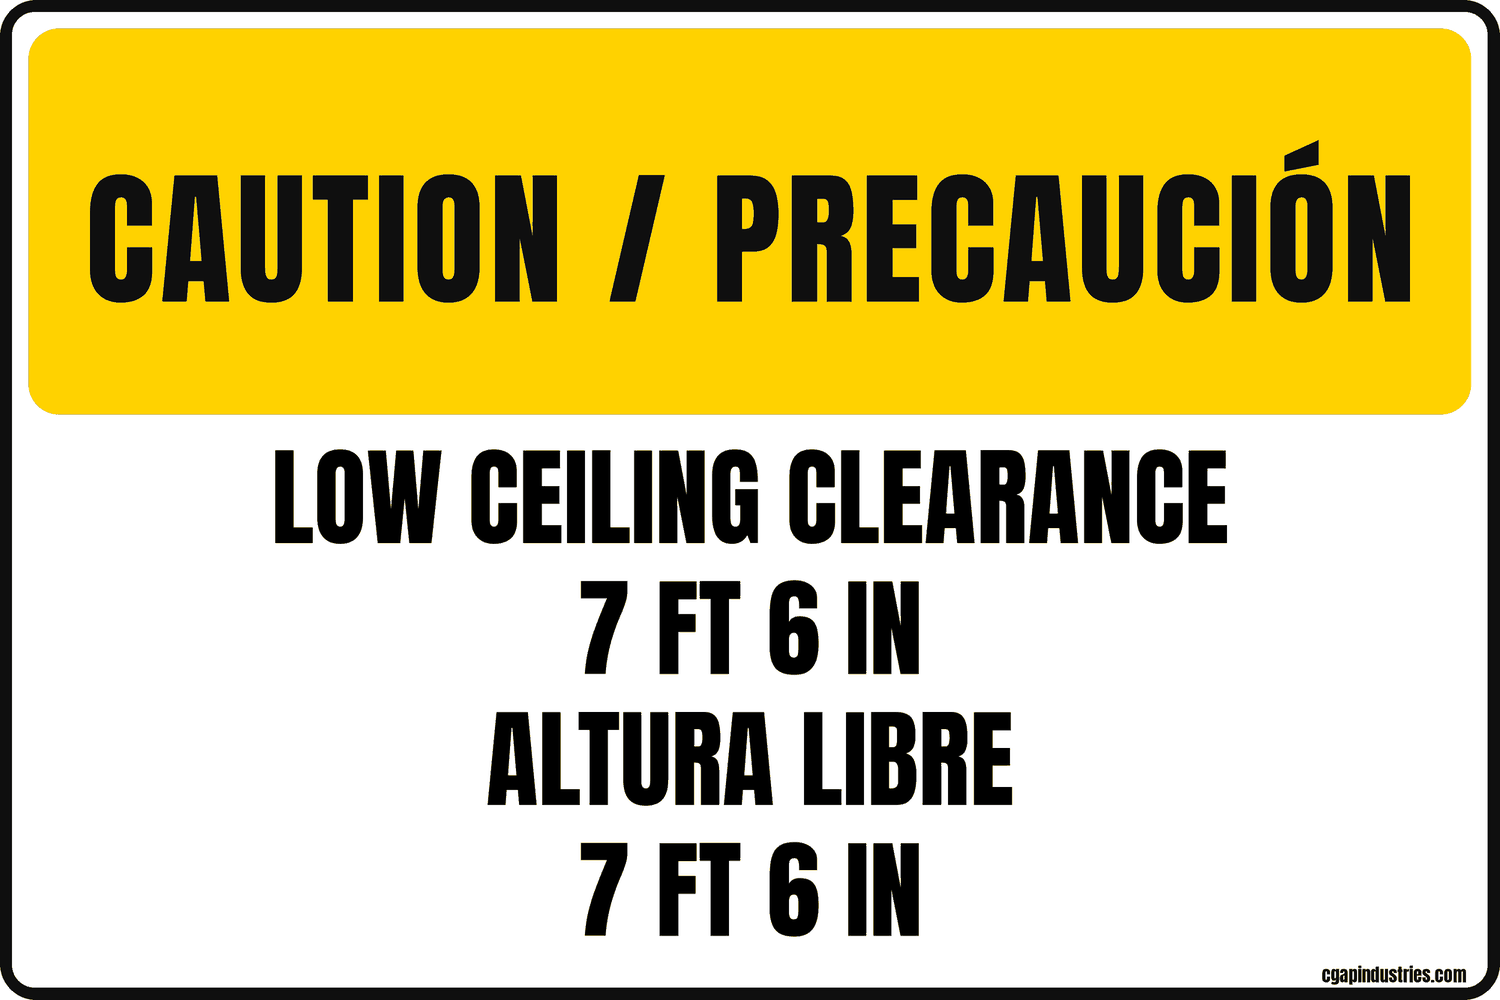 CAUTION / PRECAUCIÓN
LOW CEILING CLEARANCE
7 FT 6 IN
ALTURA LIBRE
7 FT 6 IN
cgapindustries.com